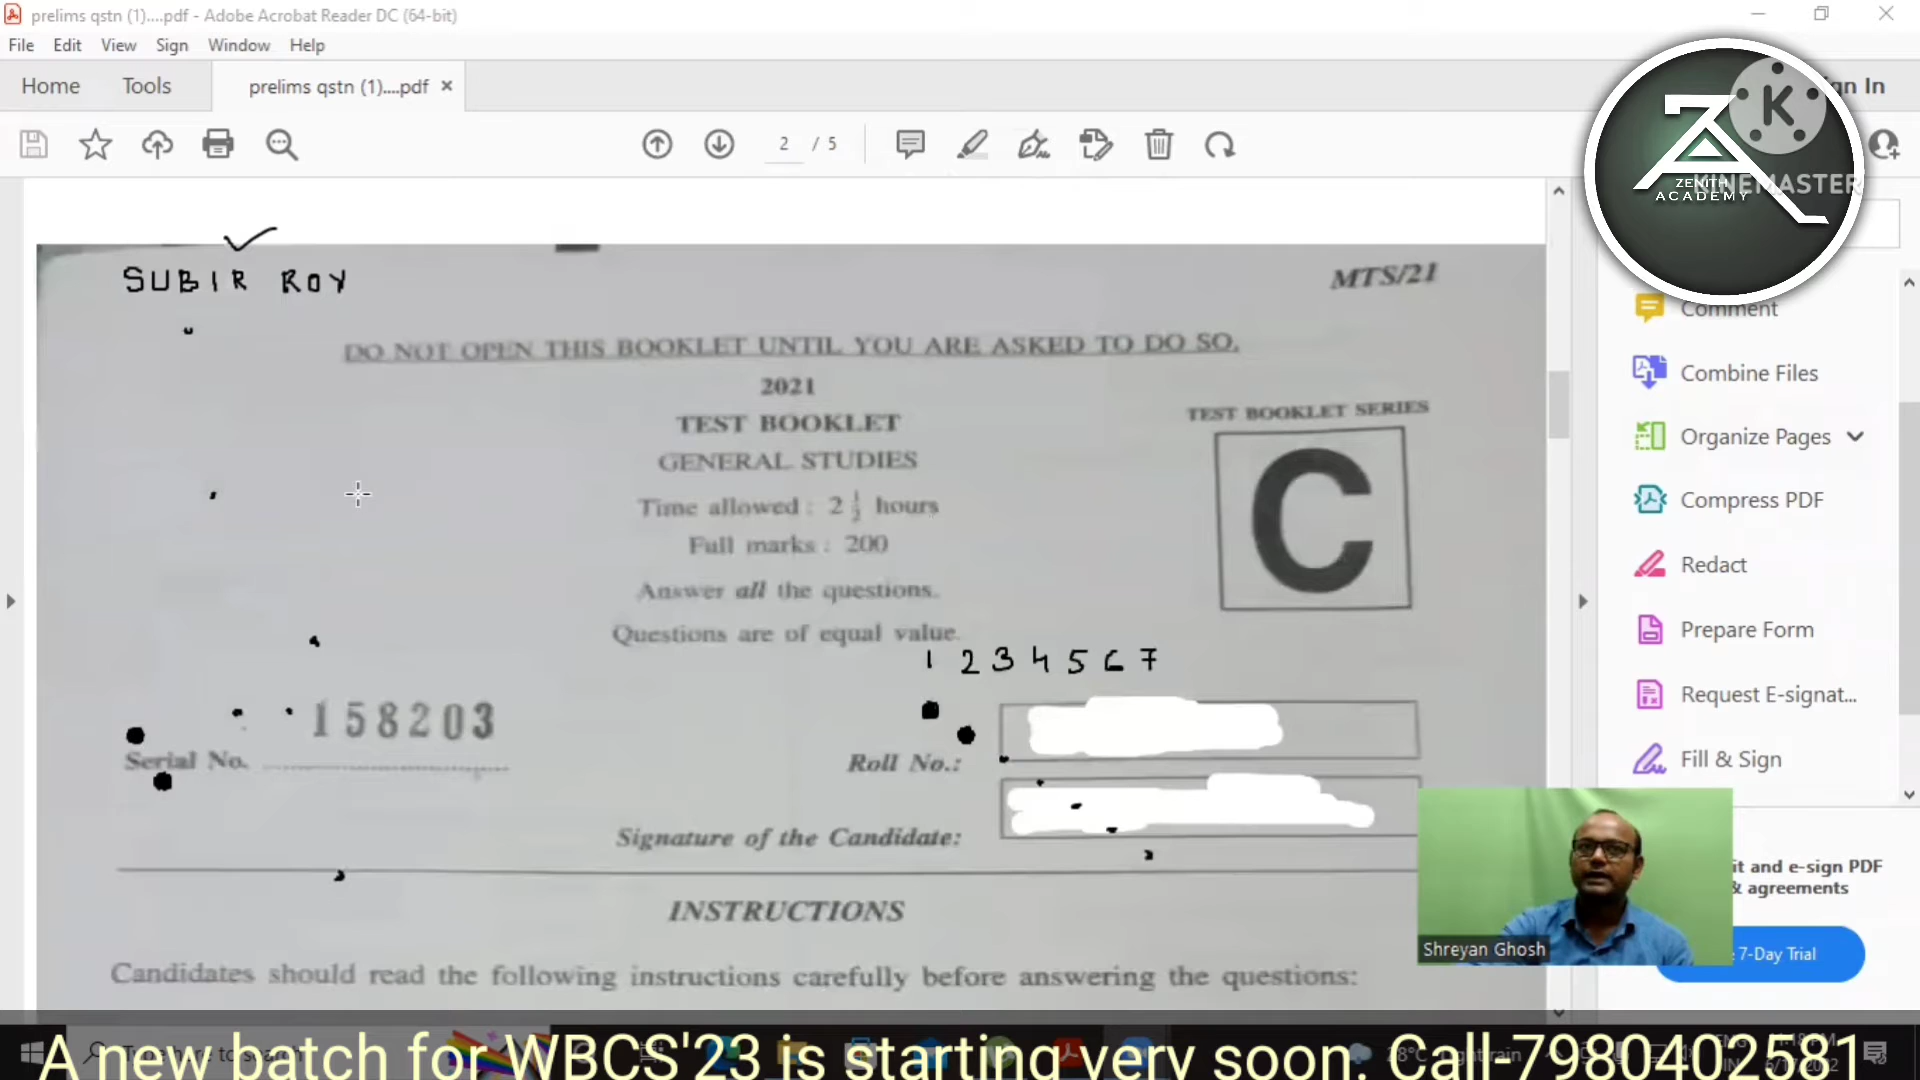 prelims qstn (1)....pdf - Adobe Acrobat Reader DC (64-bit)
File Edit View Sign Window Help
Home Tools prelims qstn (1)....pdf × gn In
2 / 5
K
KINEMASTER
ZENITH
ACADEMY
SUBIR ROY
MTS/21
DO NOT OPEN THIS BOOKLET UNTIL YOU ARE ASKED TO DO SO.
2021
TEST BOOKLET
GENERAL STUDIES
Time allowed : 2 1/2 hours
Full marks : 200
Answer all the questions.
Questions are of equal value.
TEST BOOKLET SERIES
C
1 2 3 4 5 6 7
158203
Serial No.
Roll No.:
Signature of the Candidate:
INSTRUCTIONS
Candidates should read the following instructions carefully before answering the questions:
Comment
Combine Files
Organize Pages
Compress PDF
Redact
Prepare Form
Request E-signat...
Fill & Sign
it and e-sign PDF
& agreements
7-Day Trial
Shreyan Ghosh
A new batch for WBCS'23 is starting very soon. Call-7980402581